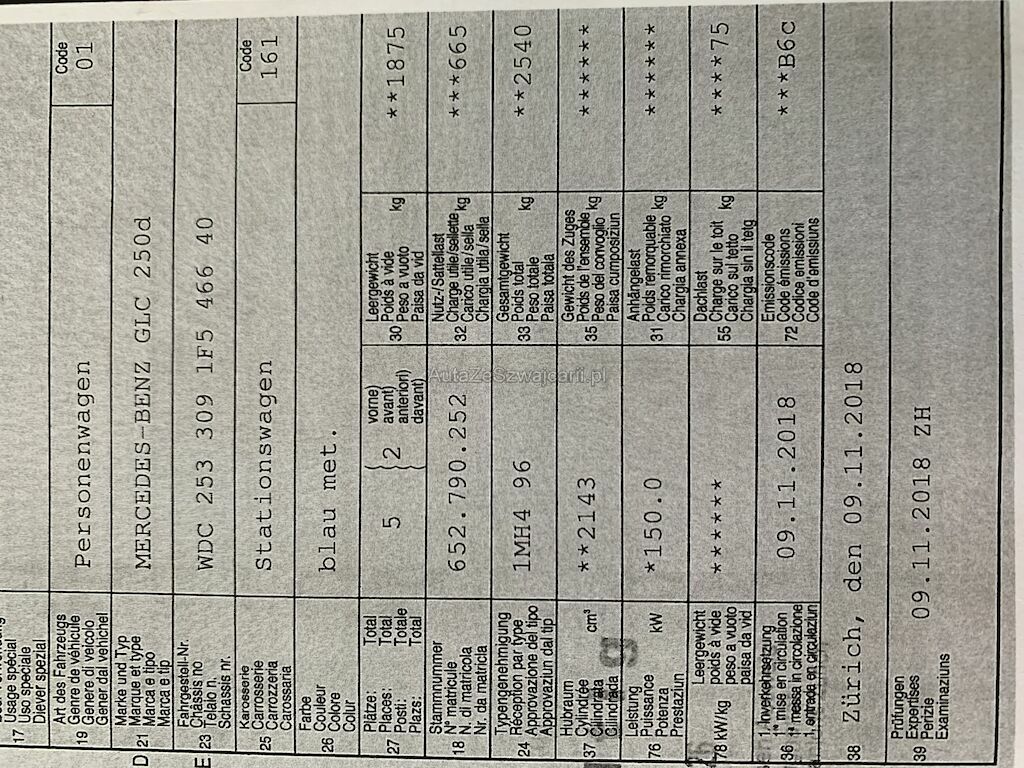 17
Usage spécial
Uso speciale
Diever spezial
19
Art des Fahrzeugs
Genre de véhicule
Genere di veicolo
Gener dal vehichel
Personenwagen
Code
01
D
21
Marke und Typ
Marque et type
Marca e tipo
Marca e tip
MERCEDES-BENZ GLC 250d
E
23
Fahrgestell-Nr.
Châssis no
Telaio n.
Schassis nr.
WDC 253 309 1F5 466 40
25
Karosserie
Carrosserie
Carrozzeria
Carossaria
Stationswagen
Code
161
26
Farbe
Couleur
Colore
Colur
blau met.
27
Plätze: Total
Places: Total
Posti: Totale
Plazs: Total
5
2
vorne)
avant)
anteriori)
davant)
30
Leergewicht
Poids à vide
Peso a vuoto
Paisa da vid
kg
**1875
18
Stammnummer
N° matricule
N. di matricola
Nr. da matricla
652.790.252
32
Nutz-/Sattellast
Charge utile/sellette
Carico utile/sella
Chargia utila/sella
kg
***665
24
Typengenehmigung
Réception par type
Approvazione del tipo
Approvaziun dal tip
1MH4 96
33
Gesamtgewicht
Poids total
Peso totale
Paisa totala
kg
**2540
37
Hubraum
Cylindrée
Cilindrata
Cilindrada
cm³
**2143
35
Gewicht des Zuges
Poids de l'ensemble
Peso del convoglio
Paisa cumposiziun
kg
******
76
Leistung
Puissance
Potenza
Prestaziun
kW
*150.0
31
Anhängelast
Poids remorquable
Carico rimorchiato
Chargia annexa
kg
******
78 kW/kg
Leergewicht
poids à vide
peso a vuoto
paisa da vid
******
55
Dachlast
Charge sur le toit
Carico sul tetto
Chargia sin il tetg
kg
****75
36
1. Inverkehrsetzung
1re mise en circulation
1a messa in circolazione
1. entrada en circulaziun
09.11.2018
72
Emissionscode
Code émissions
Codice emissioni
Code d'emissiuns
***B6c
38
Zürich, den 09.11.2018
39
Prüfungen
Expertises
Perizie
Examinaziuns
09.11.2018 ZH
AutaZeSzwajcarii.pl